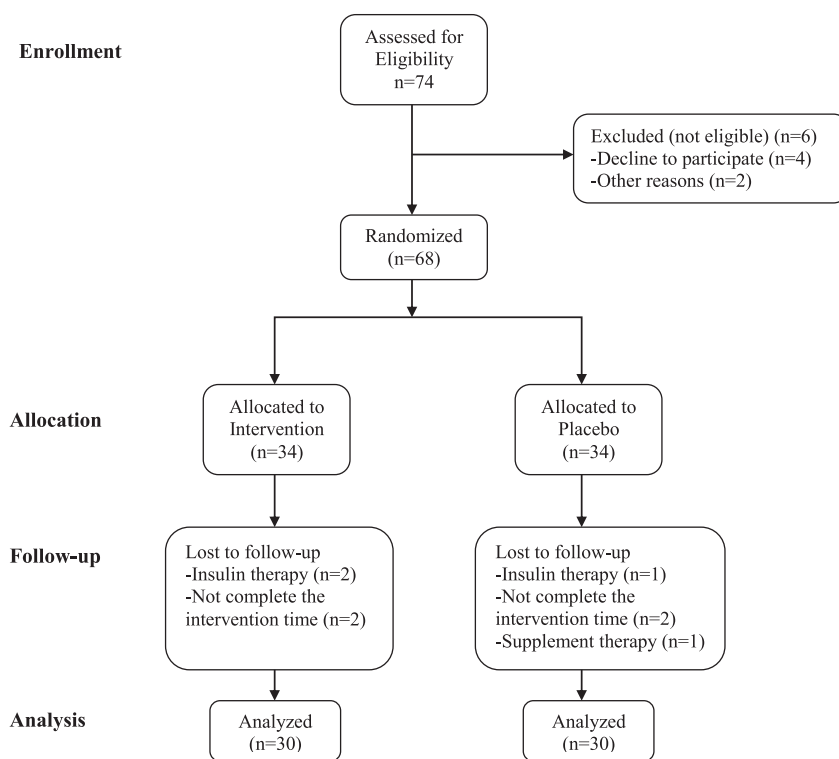 Enrollment
Assessed for
Eligibility
n=74
Excluded (not eligible) (n=6)
-Decline to participate (n=4)
-Other reasons (n=2)
Randomized
(n=68)
Allocation
Allocated to
Intervention
(n=34)
Allocated to
Placebo
(n=34)
Follow-up
Lost to follow-up
-Insulin therapy (n=2)
-Not complete the
intervention time (n=2)
Lost to follow-up
-Insulin therapy (n=1)
-Not complete the
intervention time (n=2)
-Supplement therapy (n=1)
Analysis
Analyzed
(n=30)
Analyzed
(n=30)